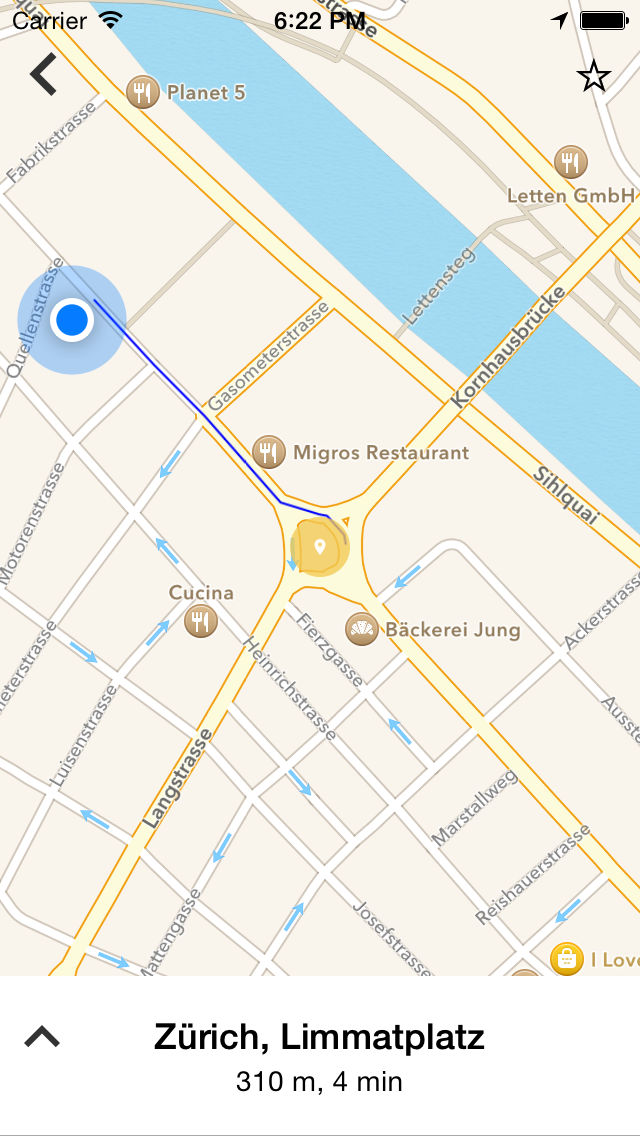 Carrier
6:22 PM
Planet 5
Fabrikstrasse
Letten GmbH
Quellenstrasse
Lettensteg
Kornhausbrücke
Gasometerstrasse
Migros Restaurant
Sihlquai
Motorenstrasse
Cucina
Bäckerei Jung
Ackerstrasse
Fierzgasse
Heinrichstrasse
Luisenstrasse
Langstrasse
Marstallweg
Reishauerstrasse
Mattengasse
Josefstrasse
I Love
Zürich, Limmatplatz
310 m, 4 min